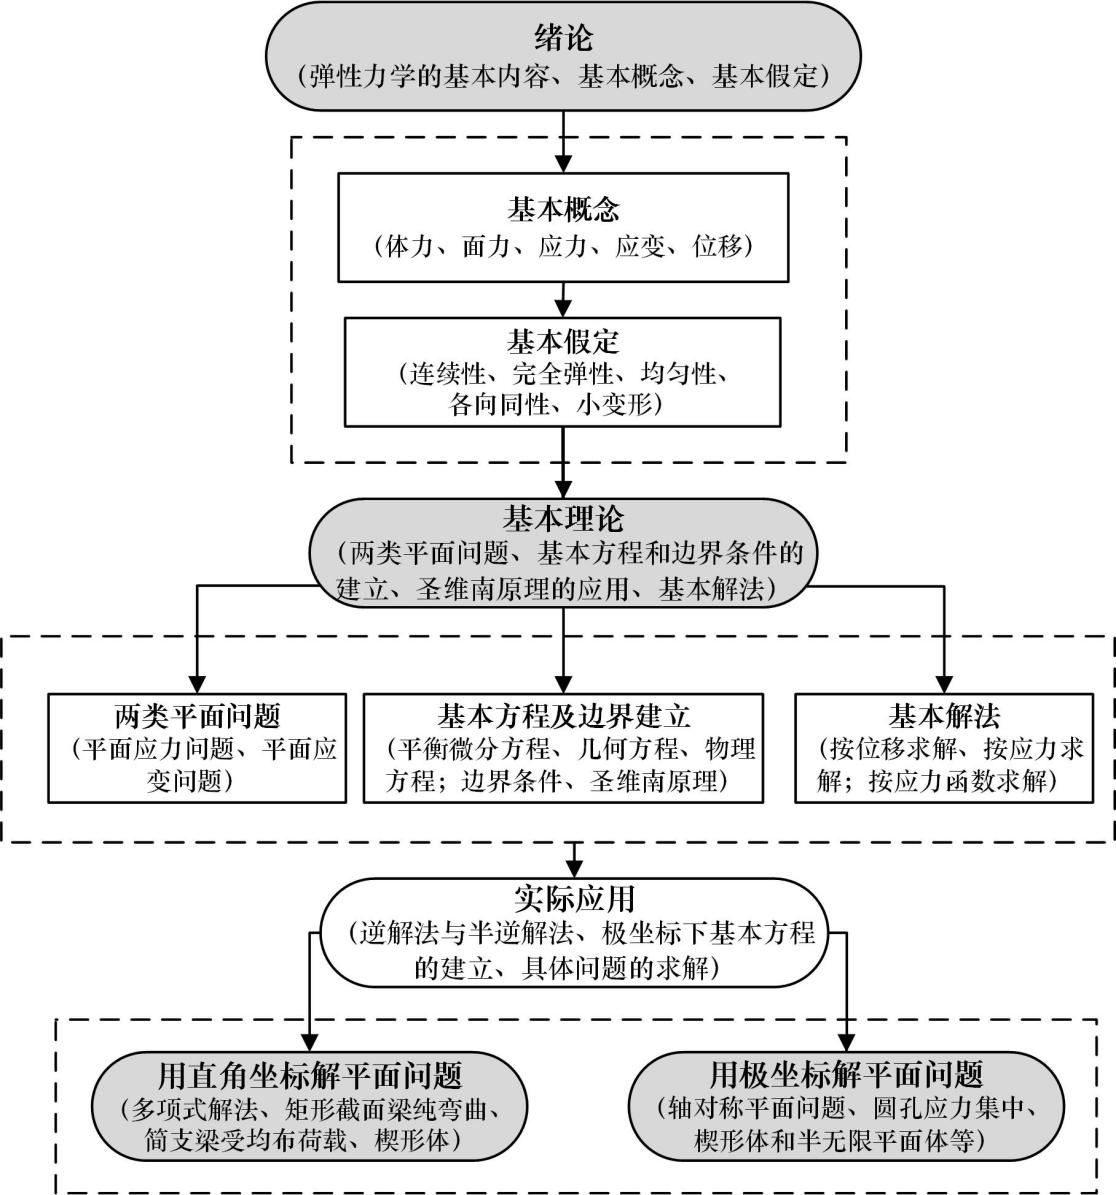 绪论
(弹性力学的基本内容、基本概念、基本假定)
基本概念
(体力、面力、应力、应变、位移)
基本假定
(连续性、完全弹性、均匀性、
各向同性、小变形)
基本理论
(两类平面问题、基本方程和边界条件的
建立、圣维南原理的应用、基本解法)
两类平面问题
(平面应力问题、平面应
变问题)
基本方程及边界建立
(平衡微分方程、几何方程、物理
方程；边界条件、圣维南原理)
基本解法
(按位移求解、按应力求
解；按应力函数求解)
实际应用
(逆解法与半逆解法、极坐标下基本方程
的建立、具体问题的求解)
用直角坐标解平面问题
(多项式解法、矩形截面梁纯弯曲、
简支梁受均布荷载、楔形体)
用极坐标解平面问题
(轴对称平面问题、圆孔应力集中、
楔形体和半无限平面体等)